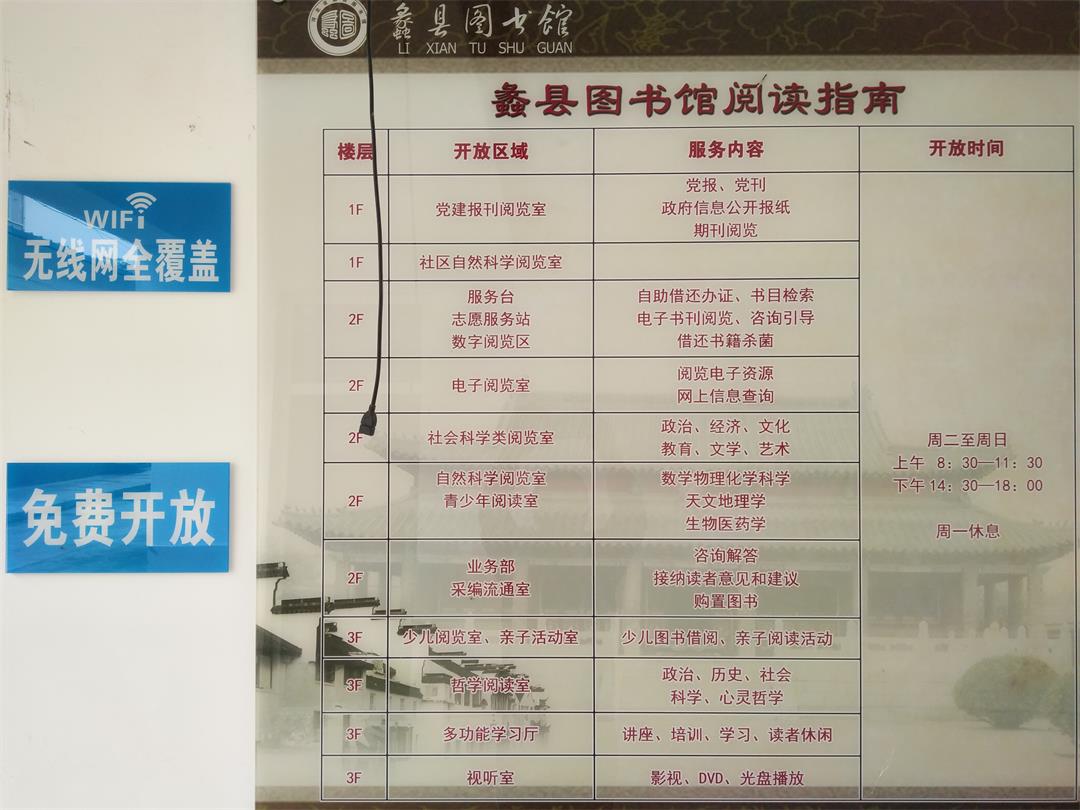 WIFi
无线网全覆盖
免费开放
蠡县图书馆
LI XIAN TU SHU GUAN
蠡县图书馆阅读指南
楼层 开放区域 服务内容 开放时间
1F 党建报刊阅览室 党报、党刊
政府信息公开报纸
期刊阅览
1F 社区自然科学阅览室
2F 服务台 自助借还办证、书目检索
志愿服务站 电子书刊阅览、咨询引导
数字阅览区 借还书籍杀菌
2F 电子阅览室 阅览电子资源
网上信息查询
2F 社会科学类阅览室 政治、经济、文化
教育、文学、艺术
2F 自然科学阅览室 数学物理化学科学
青少年阅读室 天文地理学
生物医药学
2F 业务部 咨询解答
采编流通室 接纳读者意见和建议
购置图书
3F 少儿阅览室、亲子活动室 少儿图书借阅、亲子阅读活动
3F 哲学阅读室 政治、历史、社会
科学、心灵哲学
3F 多功能学习厅 讲座、培训、学习、读者休闲
3F 视听室 影视、DVD、光盘播放
周二至周日
上午 8：30—11：30
下午14：30—18：00
周一休息